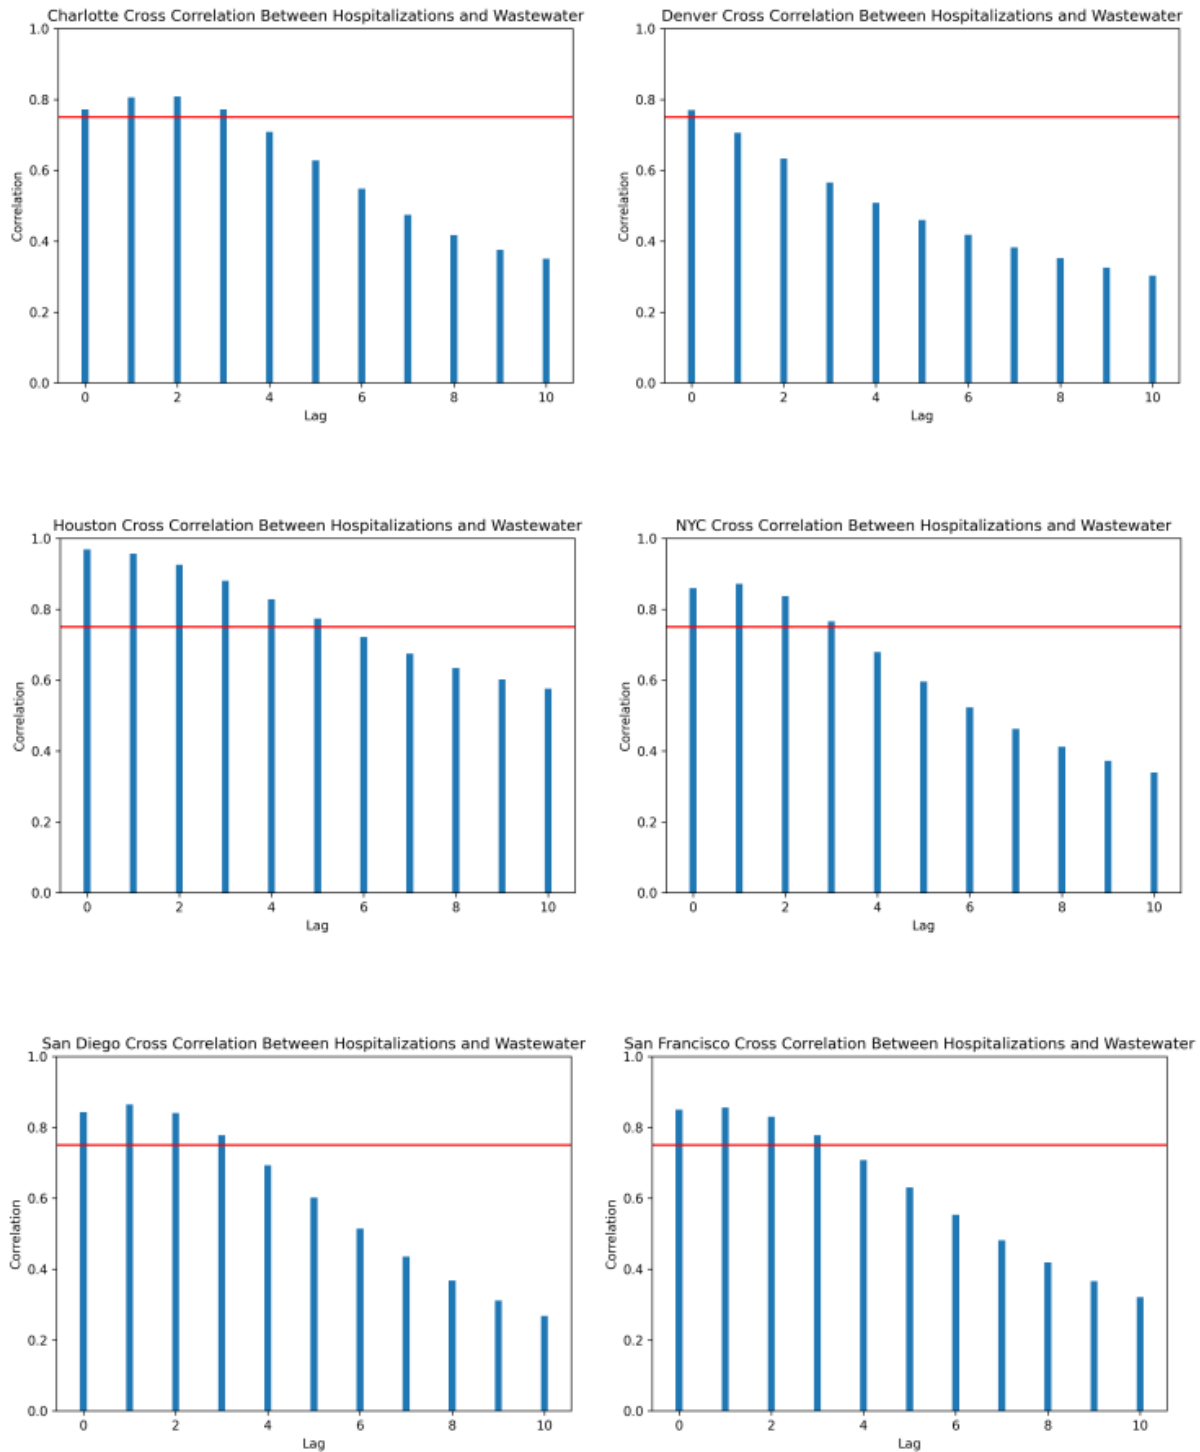 Charlotte Cross Correlation Between Hospitalizations and Wastewater
1.0
0.8
0.6
0.4
0.2
0.0
Correlation
0 2 4 6 8 10
Lag
Denver Cross Correlation Between Hospitalizations and Wastewater
1.0
0.8
0.6
0.4
0.2
0.0
Correlation
0 2 4 6 8 10
Lag
Houston Cross Correlation Between Hospitalizations and Wastewater
1.0
0.8
0.6
0.4
0.2
0.0
Correlation
0 2 4 6 8 10
Lag
NYC Cross Correlation Between Hospitalizations and Wastewater
1.0
0.8
0.6
0.4
0.2
0.0
Correlation
0 2 4 6 8 10
Lag
San Diego Cross Correlation Between Hospitalizations and Wastewater
1.0
0.8
0.6
0.4
0.2
0.0
Correlation
0 2 4 6 8 10
Lag
San Francisco Cross Correlation Between Hospitalizations and Wastewater
1.0
0.8
0.6
0.4
0.2
0.0
Correlation
0 2 4 6 8 10
Lag